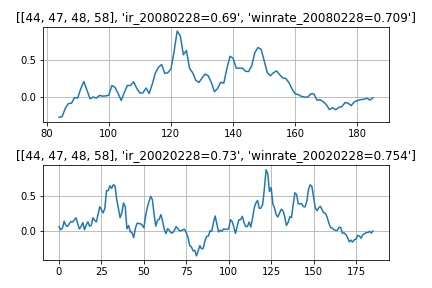 [[44, 47, 48, 58], 'ir_20080228=0.69', 'winrate_20080228=0.709']
0.5
0.0
80 100 120 140 160 180
[[44, 47, 48, 58], 'ir_20020228=0.73', 'winrate_20020228=0.754']
0.5
0.0
0 25 50 75 100 125 150 175